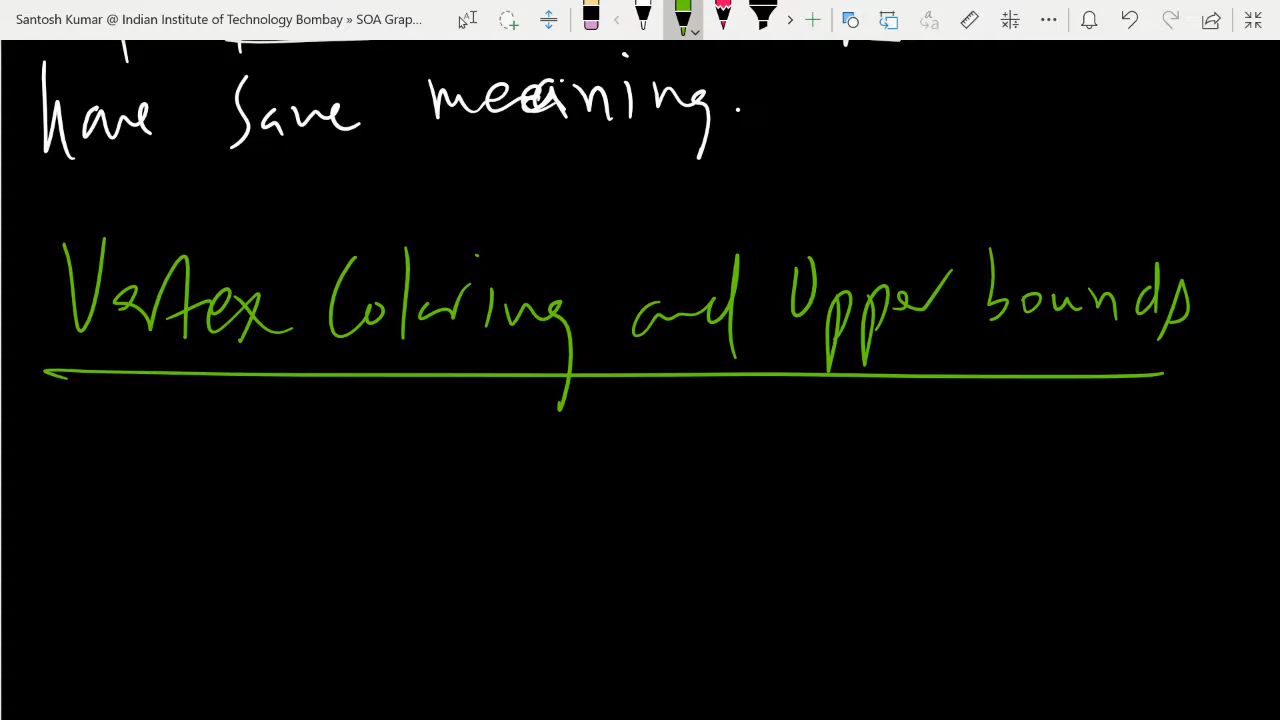 Santosh Kumar @ Indian Institute of Technology Bombay » SOA Grap...
have same meaning.
Vertex Coloring and Upper bounds